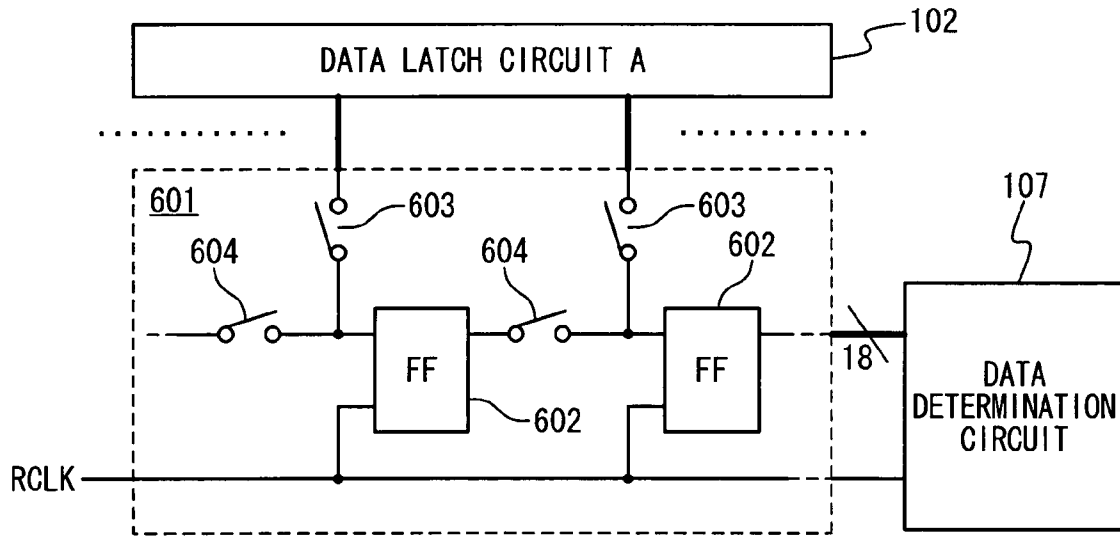 102
DATA LATCH CIRCUIT A
601
603
603
107
604
604
602
FF
FF
18
DATA
DETERMINATION
CIRCUIT
602
RCLK